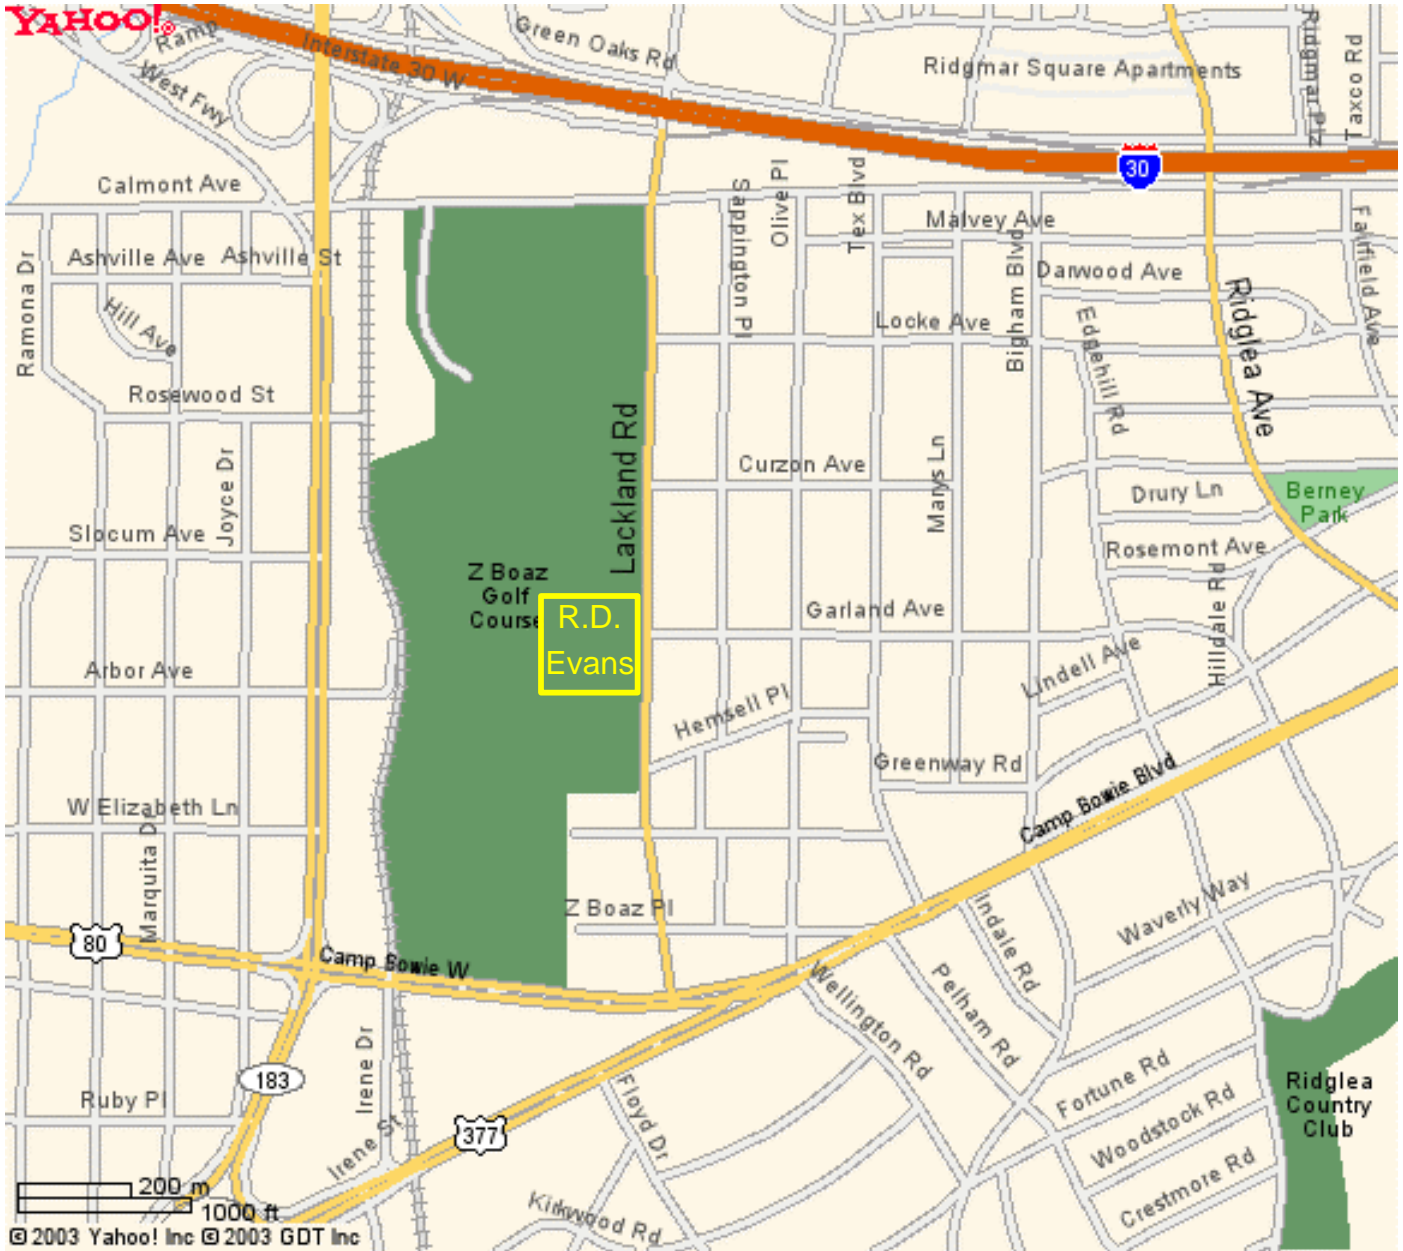 YAHOO!®
Ramp
Green Oaks Rd
Interstate 30 W
Ridgmar Square Apartments
Ridgmar Plz
Taxco Rd
West Fwy
30
Calmont Ave
Sappington Pl
Olive Pl
Tex Blvd
Malvey Ave
Fairfield Ave
Ashville Ave
Ashville St
Ramona Dr
Bigham Blvd
Darwood Ave
Hill Ave
Locke Ave
Edgehill Rd
Ridglea Ave
Rosewood St
Lackland Rd
Joyce Dr
Curzon Ave
Marys Ln
Drury Ln
Berney
Park
Slocum Ave
Rosemont Ave
Z Boaz
Golf
Course
R.D.
Evans
Garland Ave
Hilldale Rd
Lindell Ave
Arbor Ave
Hemsell Pl
Greenway Rd
Camp Bowie Blvd
W Elizabeth Ln
Marquita Dr
Z Boaz Pl
Indale Rd
Waverly Way
80
Camp Bowie W
Wellington Rd
Pelham Rd
Irene Dr
183
Ruby Pl
Floyd Dr
Fortune Rd
Ridglea
Country
Club
377
Irene St
Woodstock Rd
Crestmore Rd
Kirkwood Rd
200 m
1000 ft
© 2003 Yahoo! Inc © 2003 GDT Inc